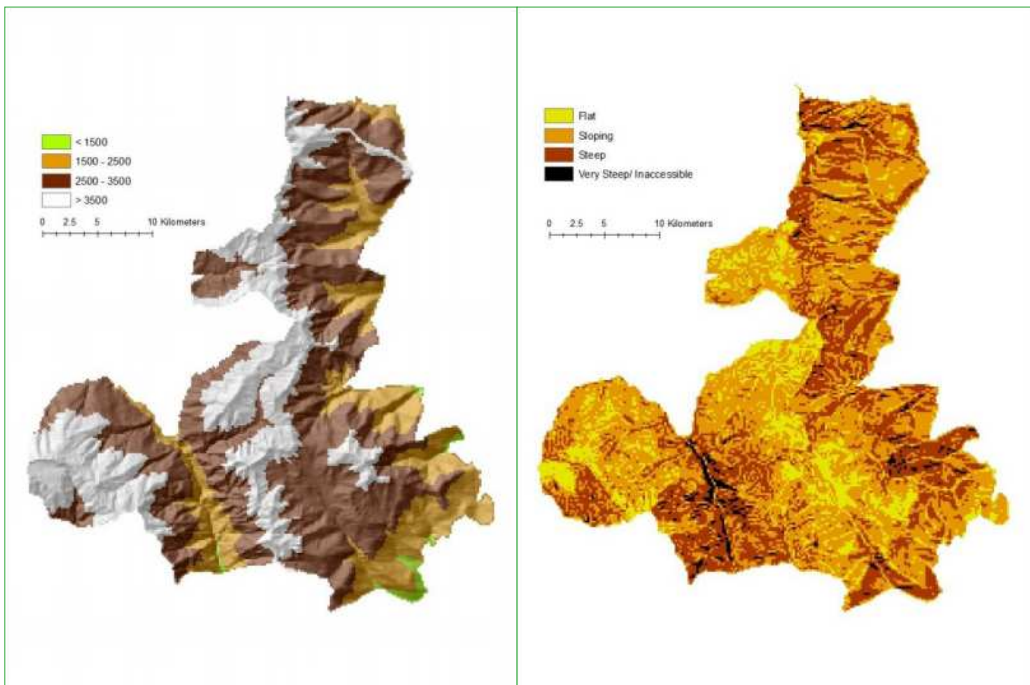 < 1500
1500 - 2500
2500 - 3500
> 3500
0 2.5 5 10 Kilometers
Flat
Sloping
Steep
Very Steep/ Inaccessible
0 2.5 5 10 Kilometers